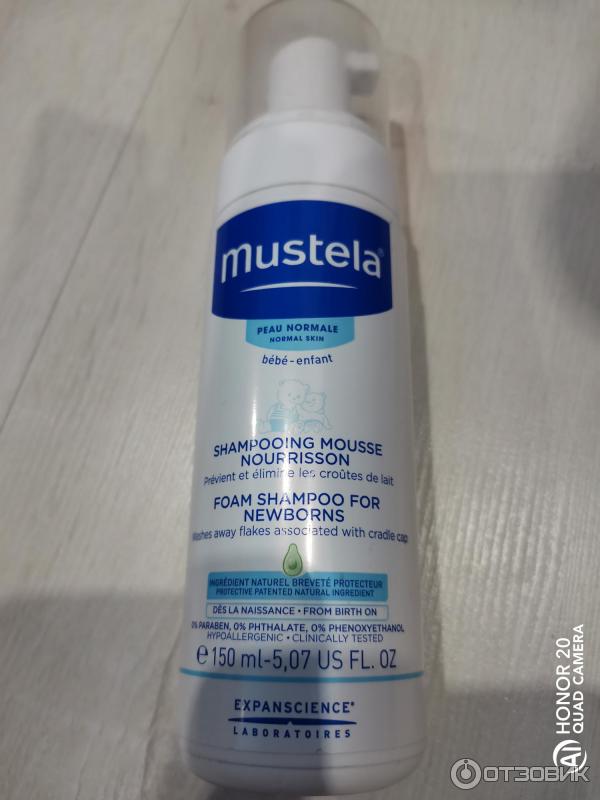 mustela®
PEAU NORMALE
NORMAL SKIN
bébé-enfant
SHAMPOOING MOUSSE
NOURRISSON
Prévient et élimine les croûtes de lait
FOAM SHAMPOO FOR
NEWBORNS
Washes away flakes associated with cradle cap
INGRÉDIENT NATUREL BREVETÉ PROTECTEUR
PROTECTIVE PATENTED NATURAL INGREDIENT
DÈS LA NAISSANCE • FROM BIRTH ON
0% PARABEN, 0% PHTHALATE, 0% PHENOXYETHANOL
HYPOALLERGENIC • CLINICALLY TESTED
℮ 150 ml-5,07 US FL. OZ
EXPANSCIENCE®
LABORATOIRES
AI HONOR 20
QUAD CAMERA
ОТЗОВИК